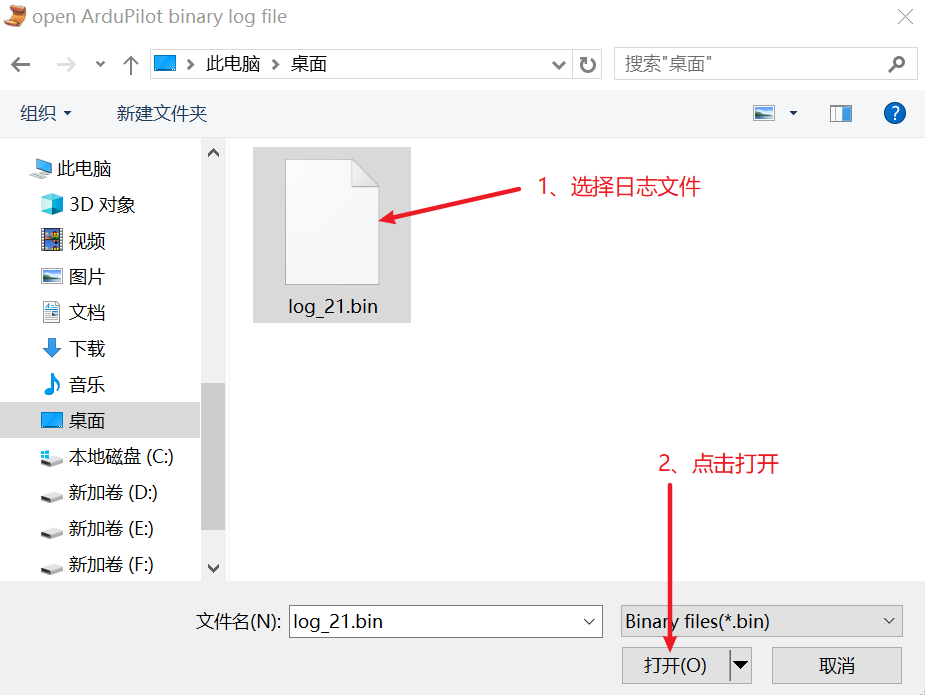 open ArduPilot binary log file
此电脑 桌面
搜索"桌面"
组织 新建文件夹
?
此电脑
3D 对象
视频
图片
文档
下载
音乐
桌面
本地磁盘 (C:)
新加卷 (D:)
新加卷 (E:)
新加卷 (F:)
1、选择日志文件
log_21.bin
2、点击打开
文件名(N): log_21.bin
Binary files(*.bin)
打开(O) 取消